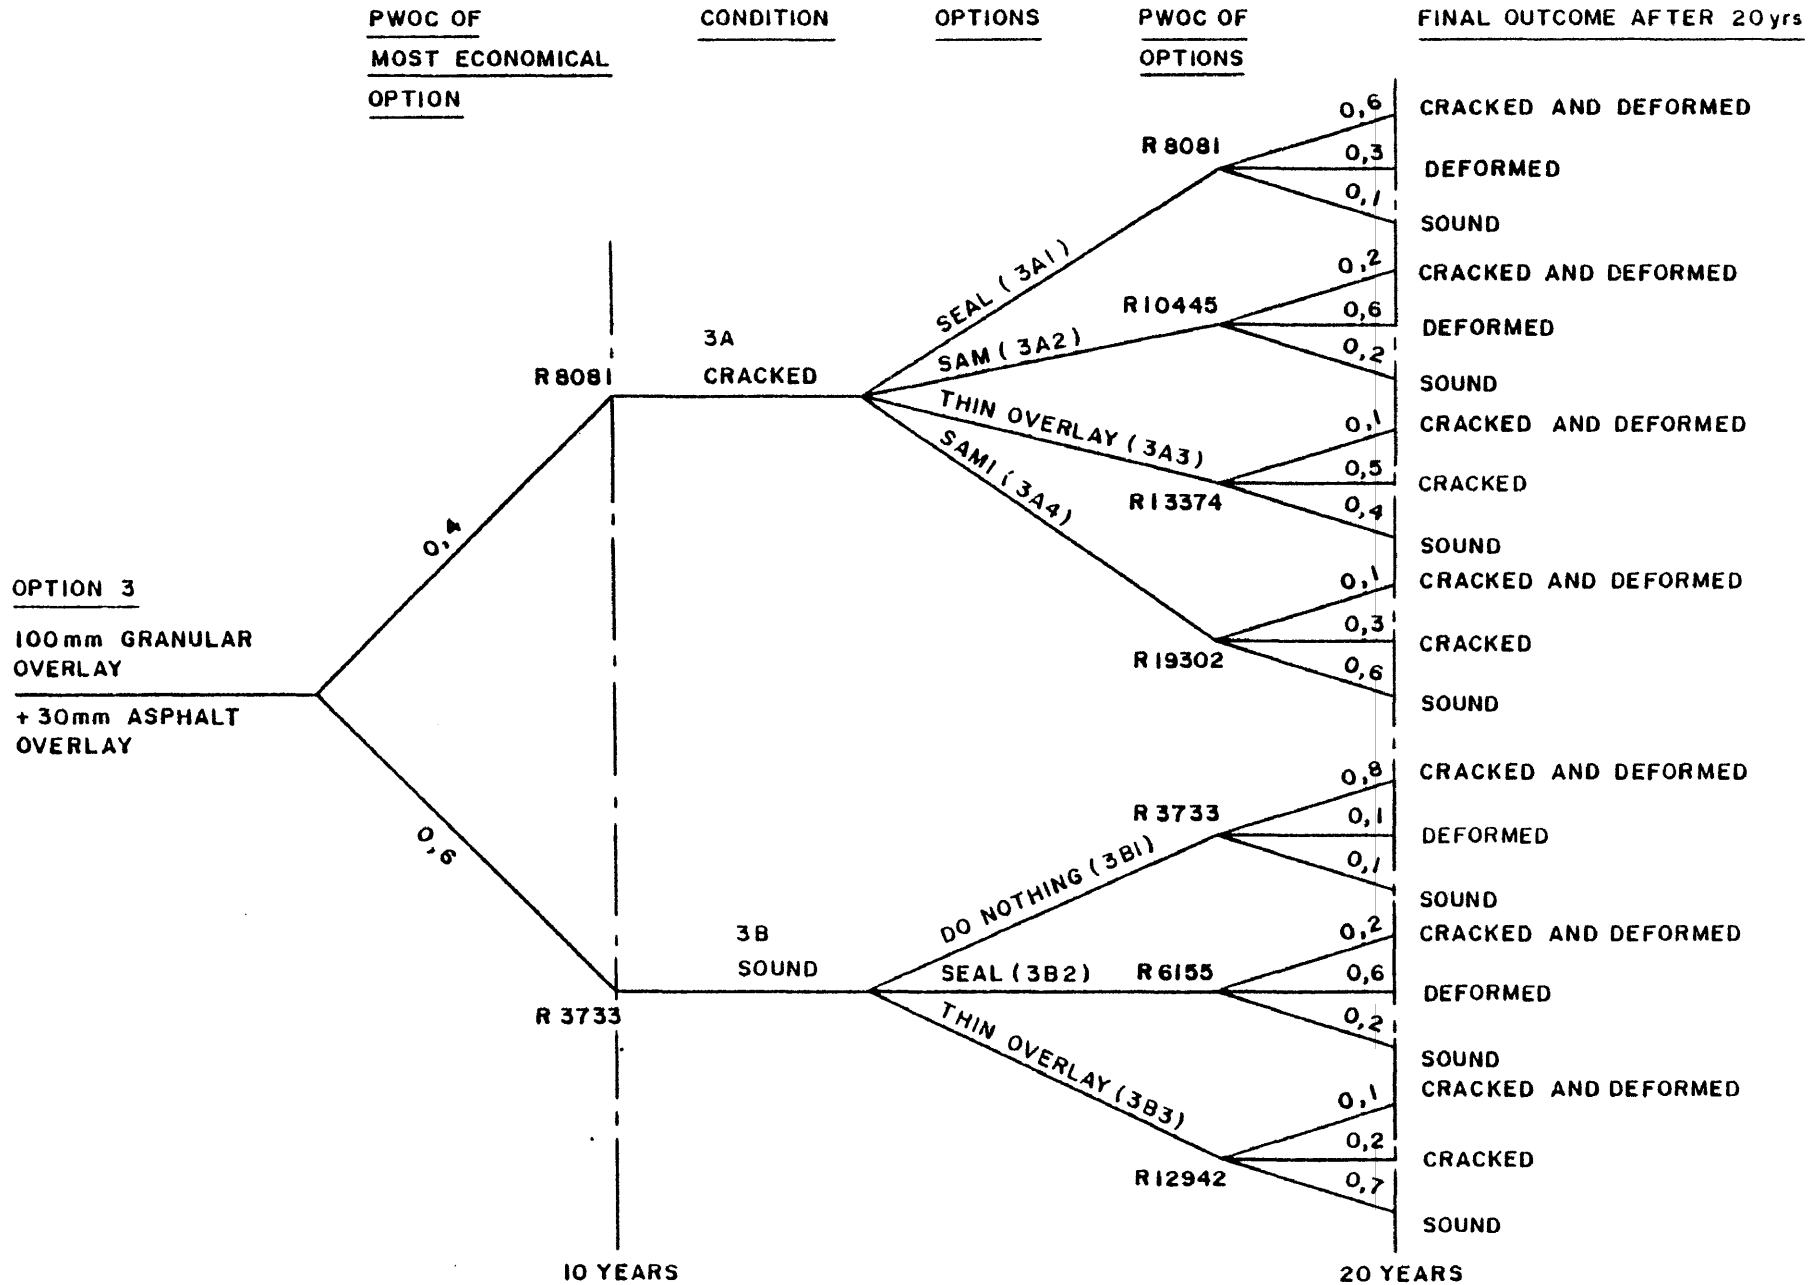 PWOC OF
MOST ECONOMICAL
OPTION
CONDITION
OPTIONS
PWOC OF
OPTIONS
FINAL OUTCOME AFTER 20 yrs
OPTION 3
100mm GRANULAR
OVERLAY
+ 30mm ASPHALT
OVERLAY
0,4
0,6
R 8081
3A
CRACKED
SEAL (3A1)
R 8081
0,6 CRACKED AND DEFORMED
0,3 DEFORMED
0,1 SOUND
SAM (3A2)
R10445
0,2 CRACKED AND DEFORMED
0,6 DEFORMED
0,2 SOUND
THIN OVERLAY (3A3)
R13374
0,1 CRACKED AND DEFORMED
0,5 CRACKED
0,4 SOUND
SAMI (3A4)
R19302
0,1 CRACKED AND DEFORMED
0,3 CRACKED
0,6 SOUND
R 3733
3B
SOUND
DO NOTHING (3B1)
R 3733
0,8 CRACKED AND DEFORMED
0,1 DEFORMED
0,1 SOUND
SEAL (3B2)
R6155
0,2 CRACKED AND DEFORMED
0,6 DEFORMED
0,2 SOUND
THIN OVERLAY (3B3)
R12942
0,1 CRACKED AND DEFORMED
0,2 CRACKED
0,7 SOUND
10 YEARS
20 YEARS